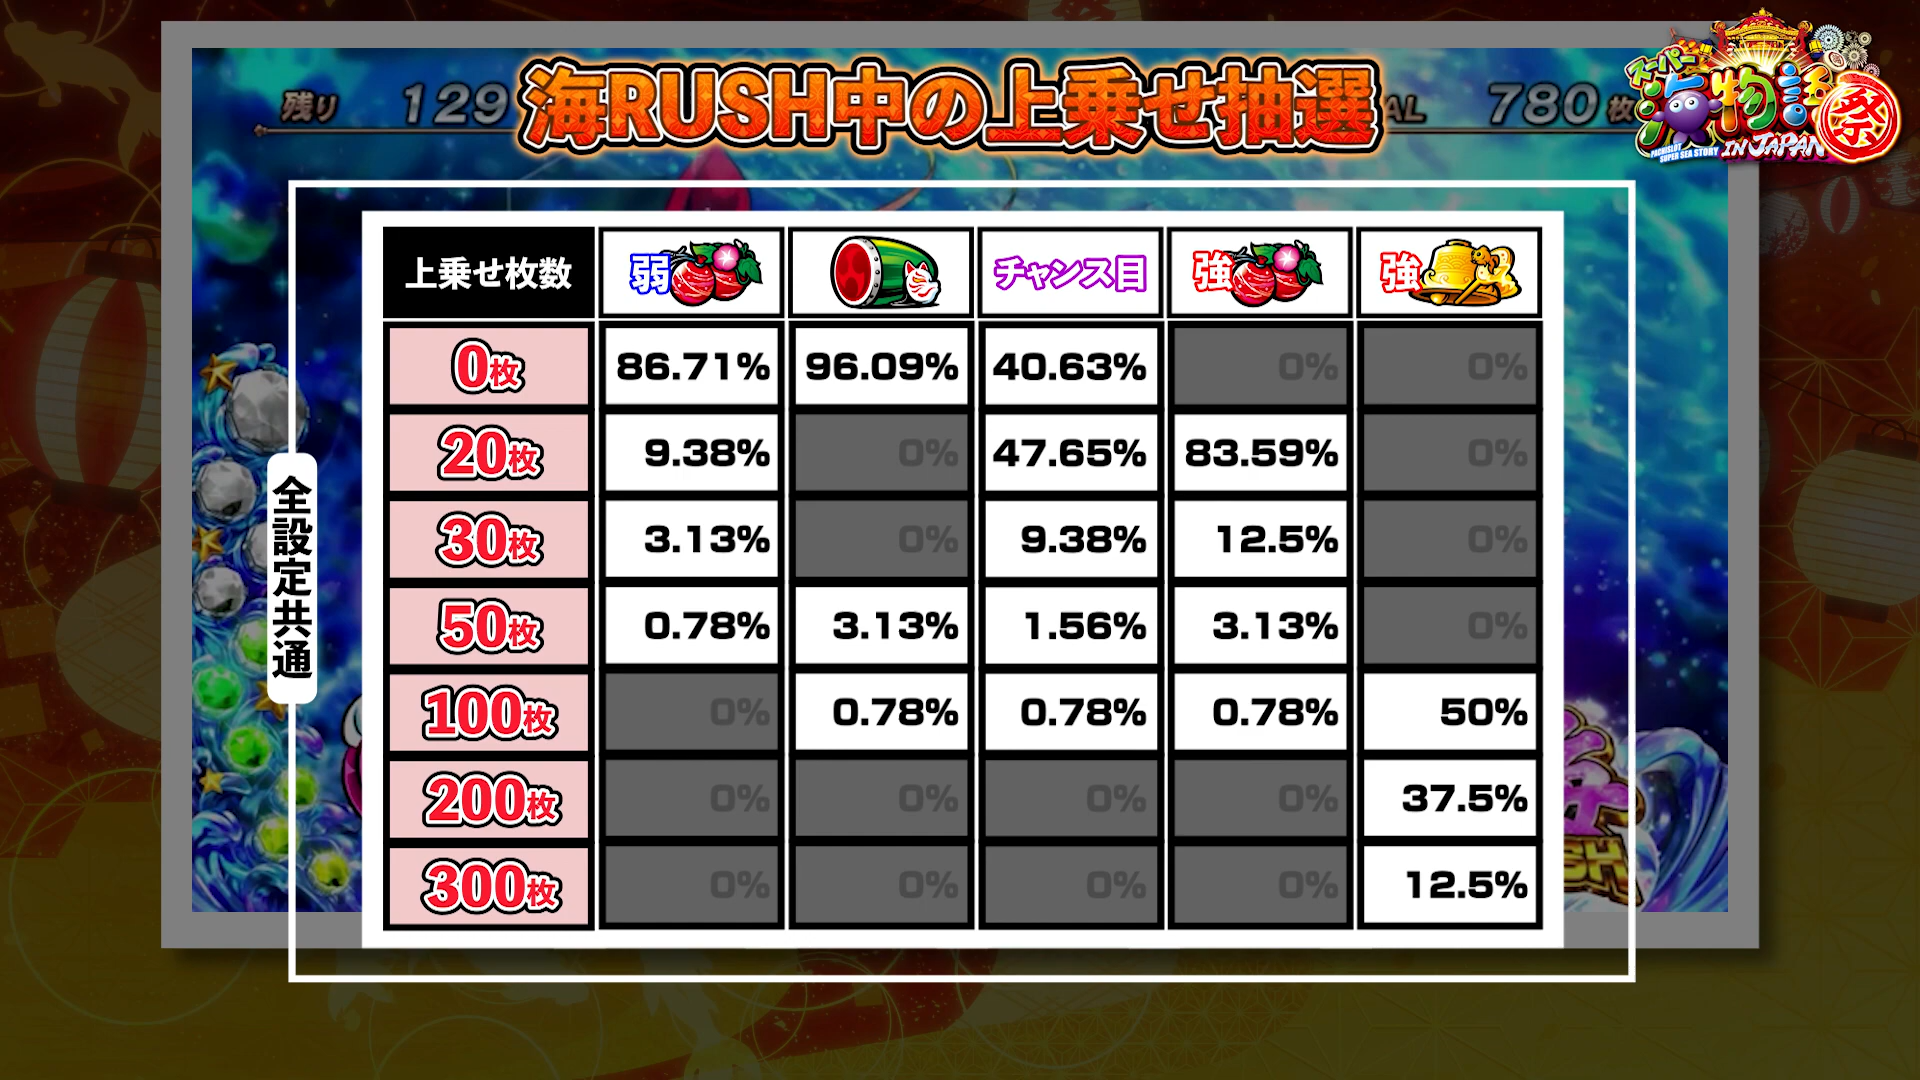 残り 129
海RUSH中の上乗せ抽選
AL 780枚
スーパー
海物語
IN JAPAN
祭
PACHISLOT
SUPER SEA STORY
全設定共通
上乗せ枚数 弱 チャンス目 強 強
0枚 86.71% 96.09% 40.63% 0% 0%
20枚 9.38% 0% 47.65% 83.59% 0%
30枚 3.13% 0% 9.38% 12.5% 0%
50枚 0.78% 3.13% 1.56% 3.13% 0%
100枚 0% 0.78% 0.78% 0.78% 50%
200枚 0% 0% 0% 0% 37.5%
300枚 0% 0% 0% 0% 12.5%